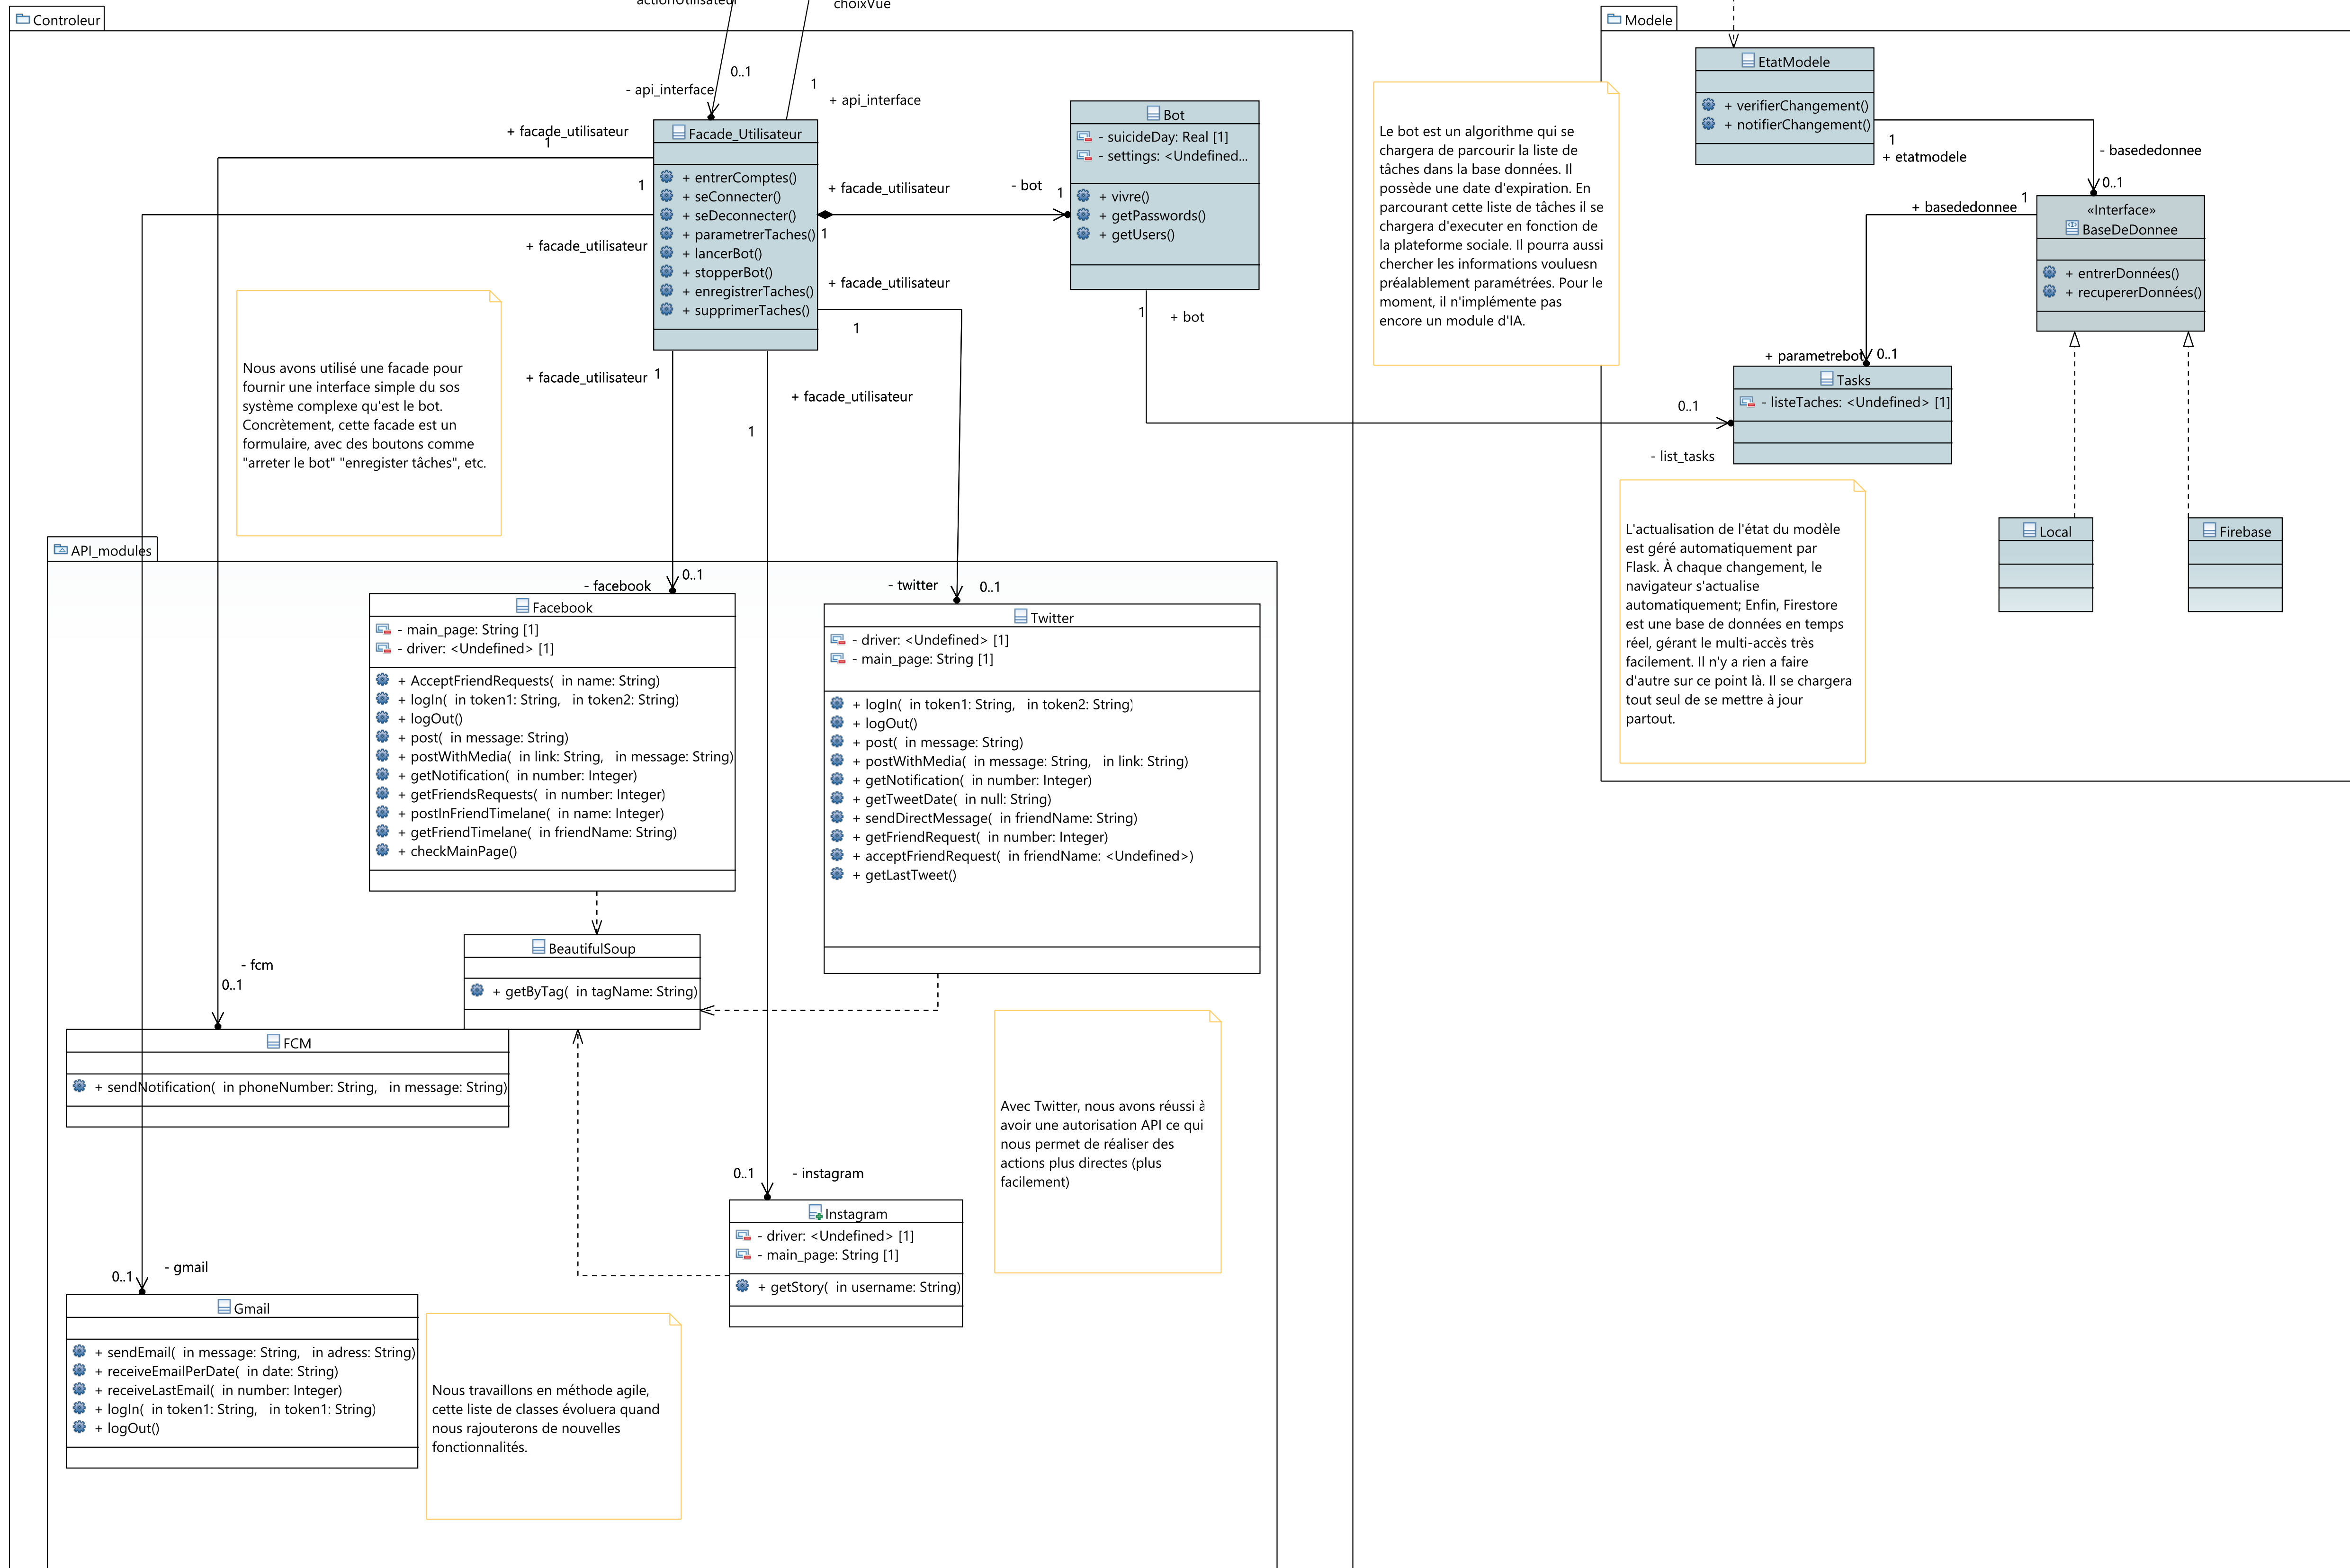 actionUtilisateur
choixVue
Controleur
0..1
- api_interface
1
+ api_interface
+ facade_utilisateur
1
1
+ facade_utilisateur
Facade_Utilisateur
+ entrerComptes()
+ seConnecter()
+ seDeconnecter()
+ parametrerTaches()
+ lancerBot()
+ stopperBot()
+ enregistrerTaches()
+ supprimerTaches()
+ facade_utilisateur
1
- bot
1
Bot
- suicideDay: Real [1]
- settings: <Undefined...
+ vivre()
+ getPasswords()
+ getUsers()
+ facade_utilisateur
1
1
+ bot
+ facade_utilisateur
1
+ facade_utilisateur
1
Nous avons utilisé une facade pour
fournir une interface simple du sos
système complexe qu'est le bot.
Concrètement, cette facade est un
formulaire, avec des boutons comme
"arreter le bot" "enregister tâches", etc.
Le bot est un algorithme qui se
chargera de parcourir la liste de
tâches dans la base données. Il
possède une date d'expiration. En
parcourant cette liste de tâches il se
chargera d'executer en fonction de
la plateforme sociale. Il pourra aussi
chercher les informations vouluesn
préalablement paramétrées. Pour le
moment, il n'implémente pas
encore un module d'IA.
Modele
EtatModele
+ verifierChangement()
+ notifierChangement()
1
+ etatmodele
- basededonnee
0..1
«Interface»
BaseDeDonnee
+ entrerDonnées()
+ recupererDonnées()
1
+ basededonnee
+ parametrebot
0..1
Tasks
- listeTaches: <Undefined> [1]
0..1
- list_tasks
Local
Firebase
L'actualisation de l'état du modèle
est géré automatiquement par
Flask. À chaque changement, le
navigateur s'actualise
automatiquement; Enfin, Firestore
est une base de données en temps
réel, gérant le multi-accès très
facilement. Il n'y a rien a faire
d'autre sur ce point là. Il se chargera
tout seul de se mettre à jour
partout.
API_modules
- facebook
0..1
Facebook
- main_page: String [1]
- driver: <Undefined> [1]
+ AcceptFriendRequests(  in name: String)
+ logIn(  in token1: String,   in token2: String)
+ logOut()
+ post(  in message: String)
+ postWithMedia(  in link: String,   in message: String)
+ getNotification(  in number: Integer)
+ getFriendsRequests(  in number: Integer)
+ postInFriendTimelane(  in name: Integer)
+ getFriendTimelane(  in friendName: String)
+ checkMainPage()
- twitter
0..1
Twitter
- driver: <Undefined> [1]
- main_page: String [1]
+ logIn(  in token1: String,   in token2: String)
+ logOut()
+ post(  in message: String)
+ postWithMedia(  in message: String,   in link: String)
+ getNotification(  in number: Integer)
+ getTweetDate(  in null: String)
+ sendDirectMessage(  in friendName: String)
+ getFriendRequest(  in number: Integer)
+ acceptFriendRequest(  in friendName: <Undefined>)
+ getLastTweet()
BeautifulSoup
+ getByTag(  in tagName: String)
- fcm
0..1
FCM
+ sendNotification(  in phoneNumber: String,   in message: String)
Avec Twitter, nous avons réussi à
avoir une autorisation API ce qui
nous permet de réaliser des
actions plus directes (plus
facilement)
0..1
- instagram
Instagram
- driver: <Undefined> [1]
- main_page: String [1]
+ getStory(  in username: String)
0..1
- gmail
Gmail
+ sendEmail(  in message: String,   in adress: String)
+ receiveEmailPerDate(  in date: String)
+ receiveLastEmail(  in number: Integer)
+ logIn(  in token1: String,   in token1: String)
+ logOut()
Nous travaillons en méthode agile,
cette liste de classes évoluera quand
nous rajouterons de nouvelles
fonctionnalités.